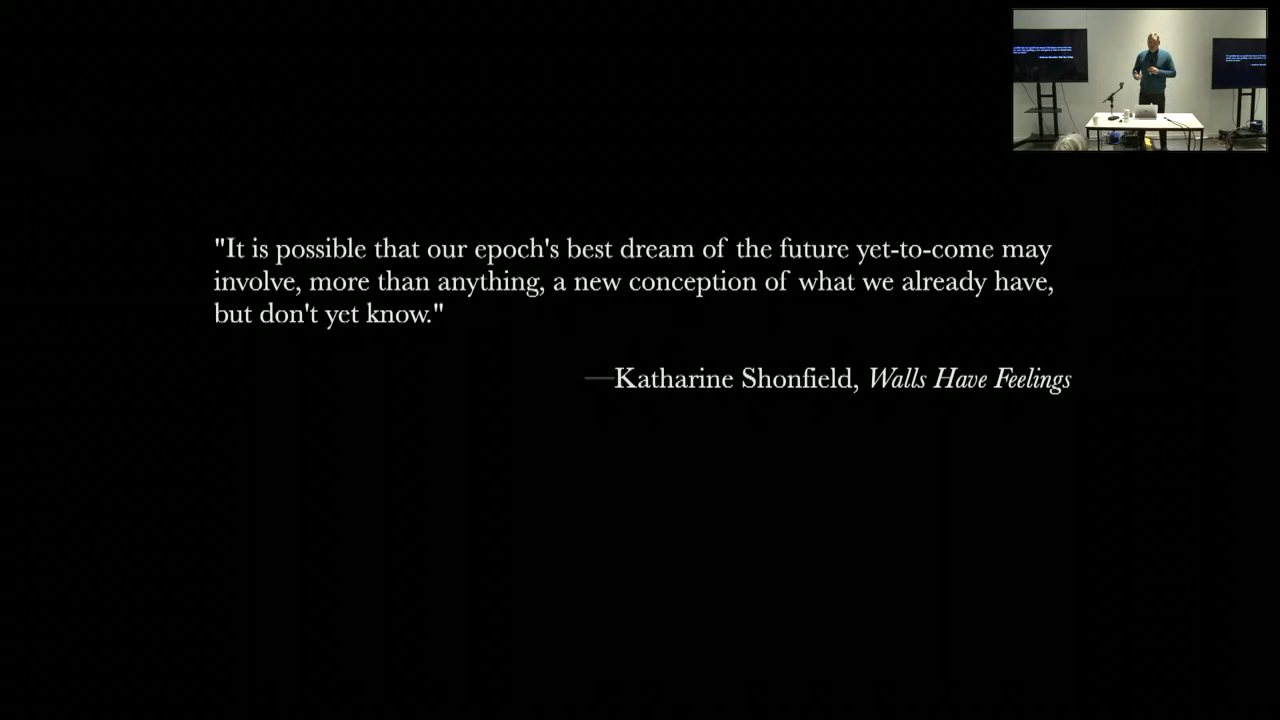 "It is possible that our epoch's best dream of the future yet-to-come may
involve, more than anything, a new conception of what we already have,
but don't yet know."
—Katharine Shonfield, Walls Have Feelings